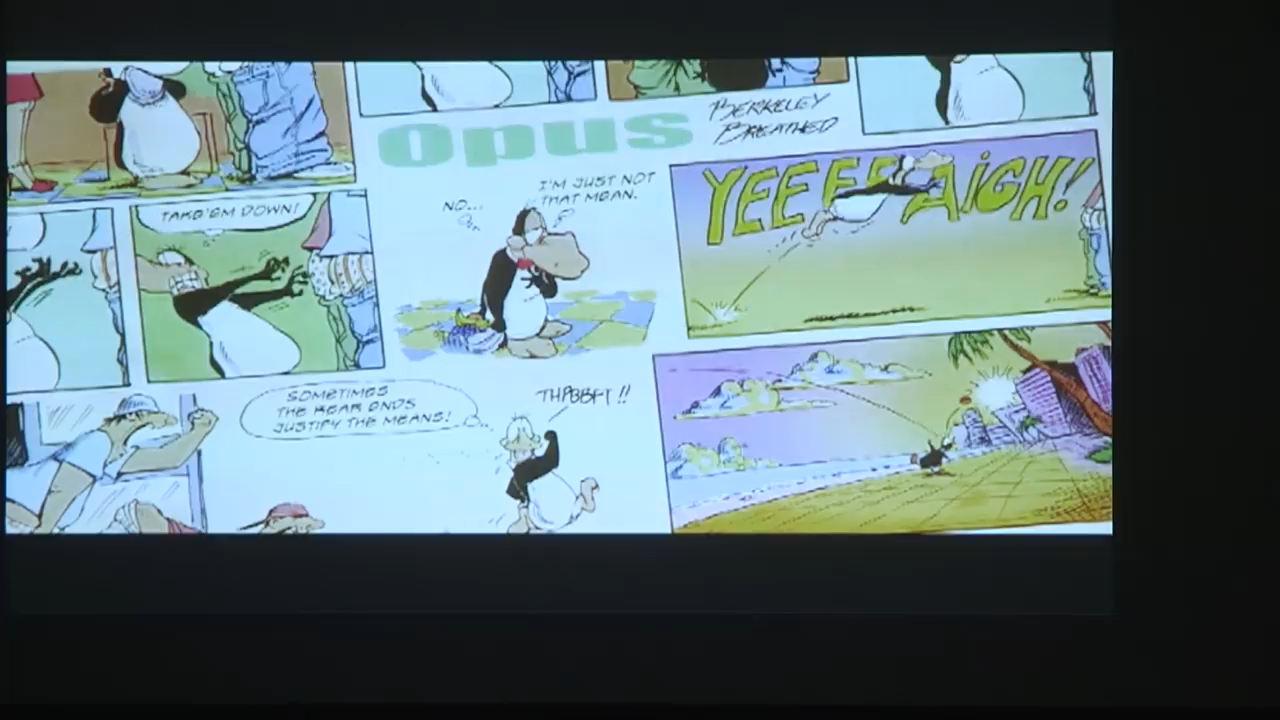 Opus
BERKELEY
BREATHED
TAKE 'EM DOWN!
NO...
I'M JUST NOT
THAT MEAN.
YEEEEAIGH!
SOMETIMES
THE REAR ENDS
JUSTIFY THE MEANS!
THPBBFT!!